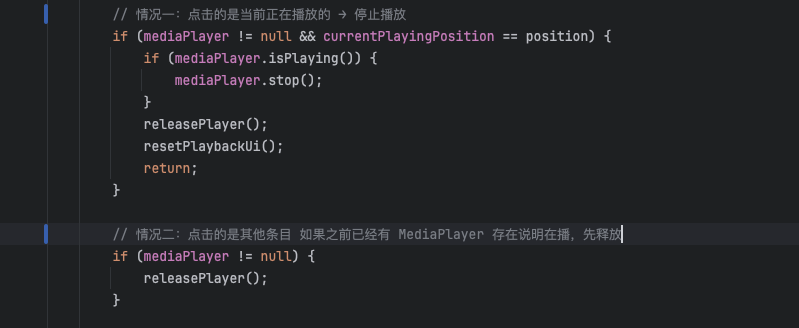 // 情况一：点击的是当前正在播放的 → 停止播放
if (mediaPlayer != null && currentPlayingPosition == position) {
if (mediaPlayer.isPlaying()) {
mediaPlayer.stop();
}
releasePlayer();
resetPlaybackUi();
return;
}
// 情况二：点击的是其他条目 如果之前已经有 MediaPlayer 存在说明在播，先释放
if (mediaPlayer != null) {
releasePlayer();
}